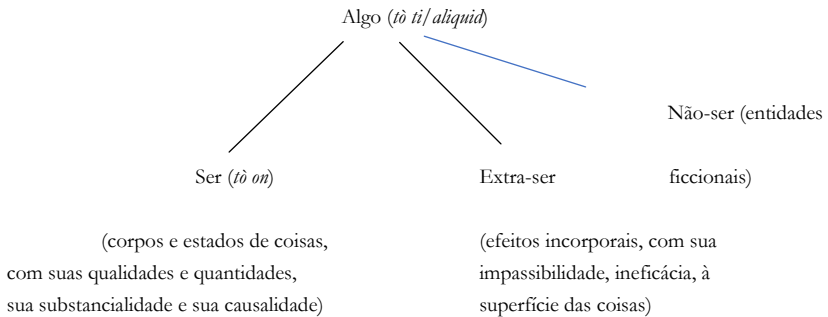 Algo (tò ti/aliquid)
Não-ser (entidades
Ser (tò on)
Extra-ser
ficcionais)
(corpos e estados de coisas,
com suas qualidades e quantidades,
sua substancialidade e sua causalidade)
(efeitos incorporais, com sua
impassibilidade, ineficácia, à
superfície das coisas)